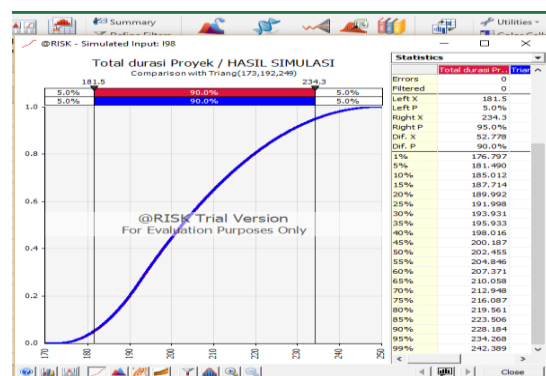 Summary
Utilities
@RISK - Simulated Input: I98
Total durasi Proyek / HASIL SIMULASI
Comparison with Triang(173,192,249)
181.5 234.3
5.0% 90.0% 5.0%
5.0% 90.0% 5.0%
1.0
0.8
0.6
0.4
0.2
0.0
170 180 190 200 210 220 230 240 250
@RISK Trial Version
For Evaluation Purposes Only
Statistics
Total durasi Pr... Triar
Errors 0
Filtered 0
Left X 181.5
Left P 5.0%
Right X 234.3
Right P 95.0%
Dif. X 52.778
Dif. P 90.0%
1% 176.797
5% 181.490
10% 185.012
15% 187.714
20% 189.992
25% 191.998
30% 193.931
35% 195.933
40% 198.016
45% 200.187
50% 202.455
55% 204.846
60% 207.371
65% 210.058
70% 212.948
75% 216.087
80% 219.561
85% 223.506
90% 228.184
95% 234.268
99% 242.389
Close